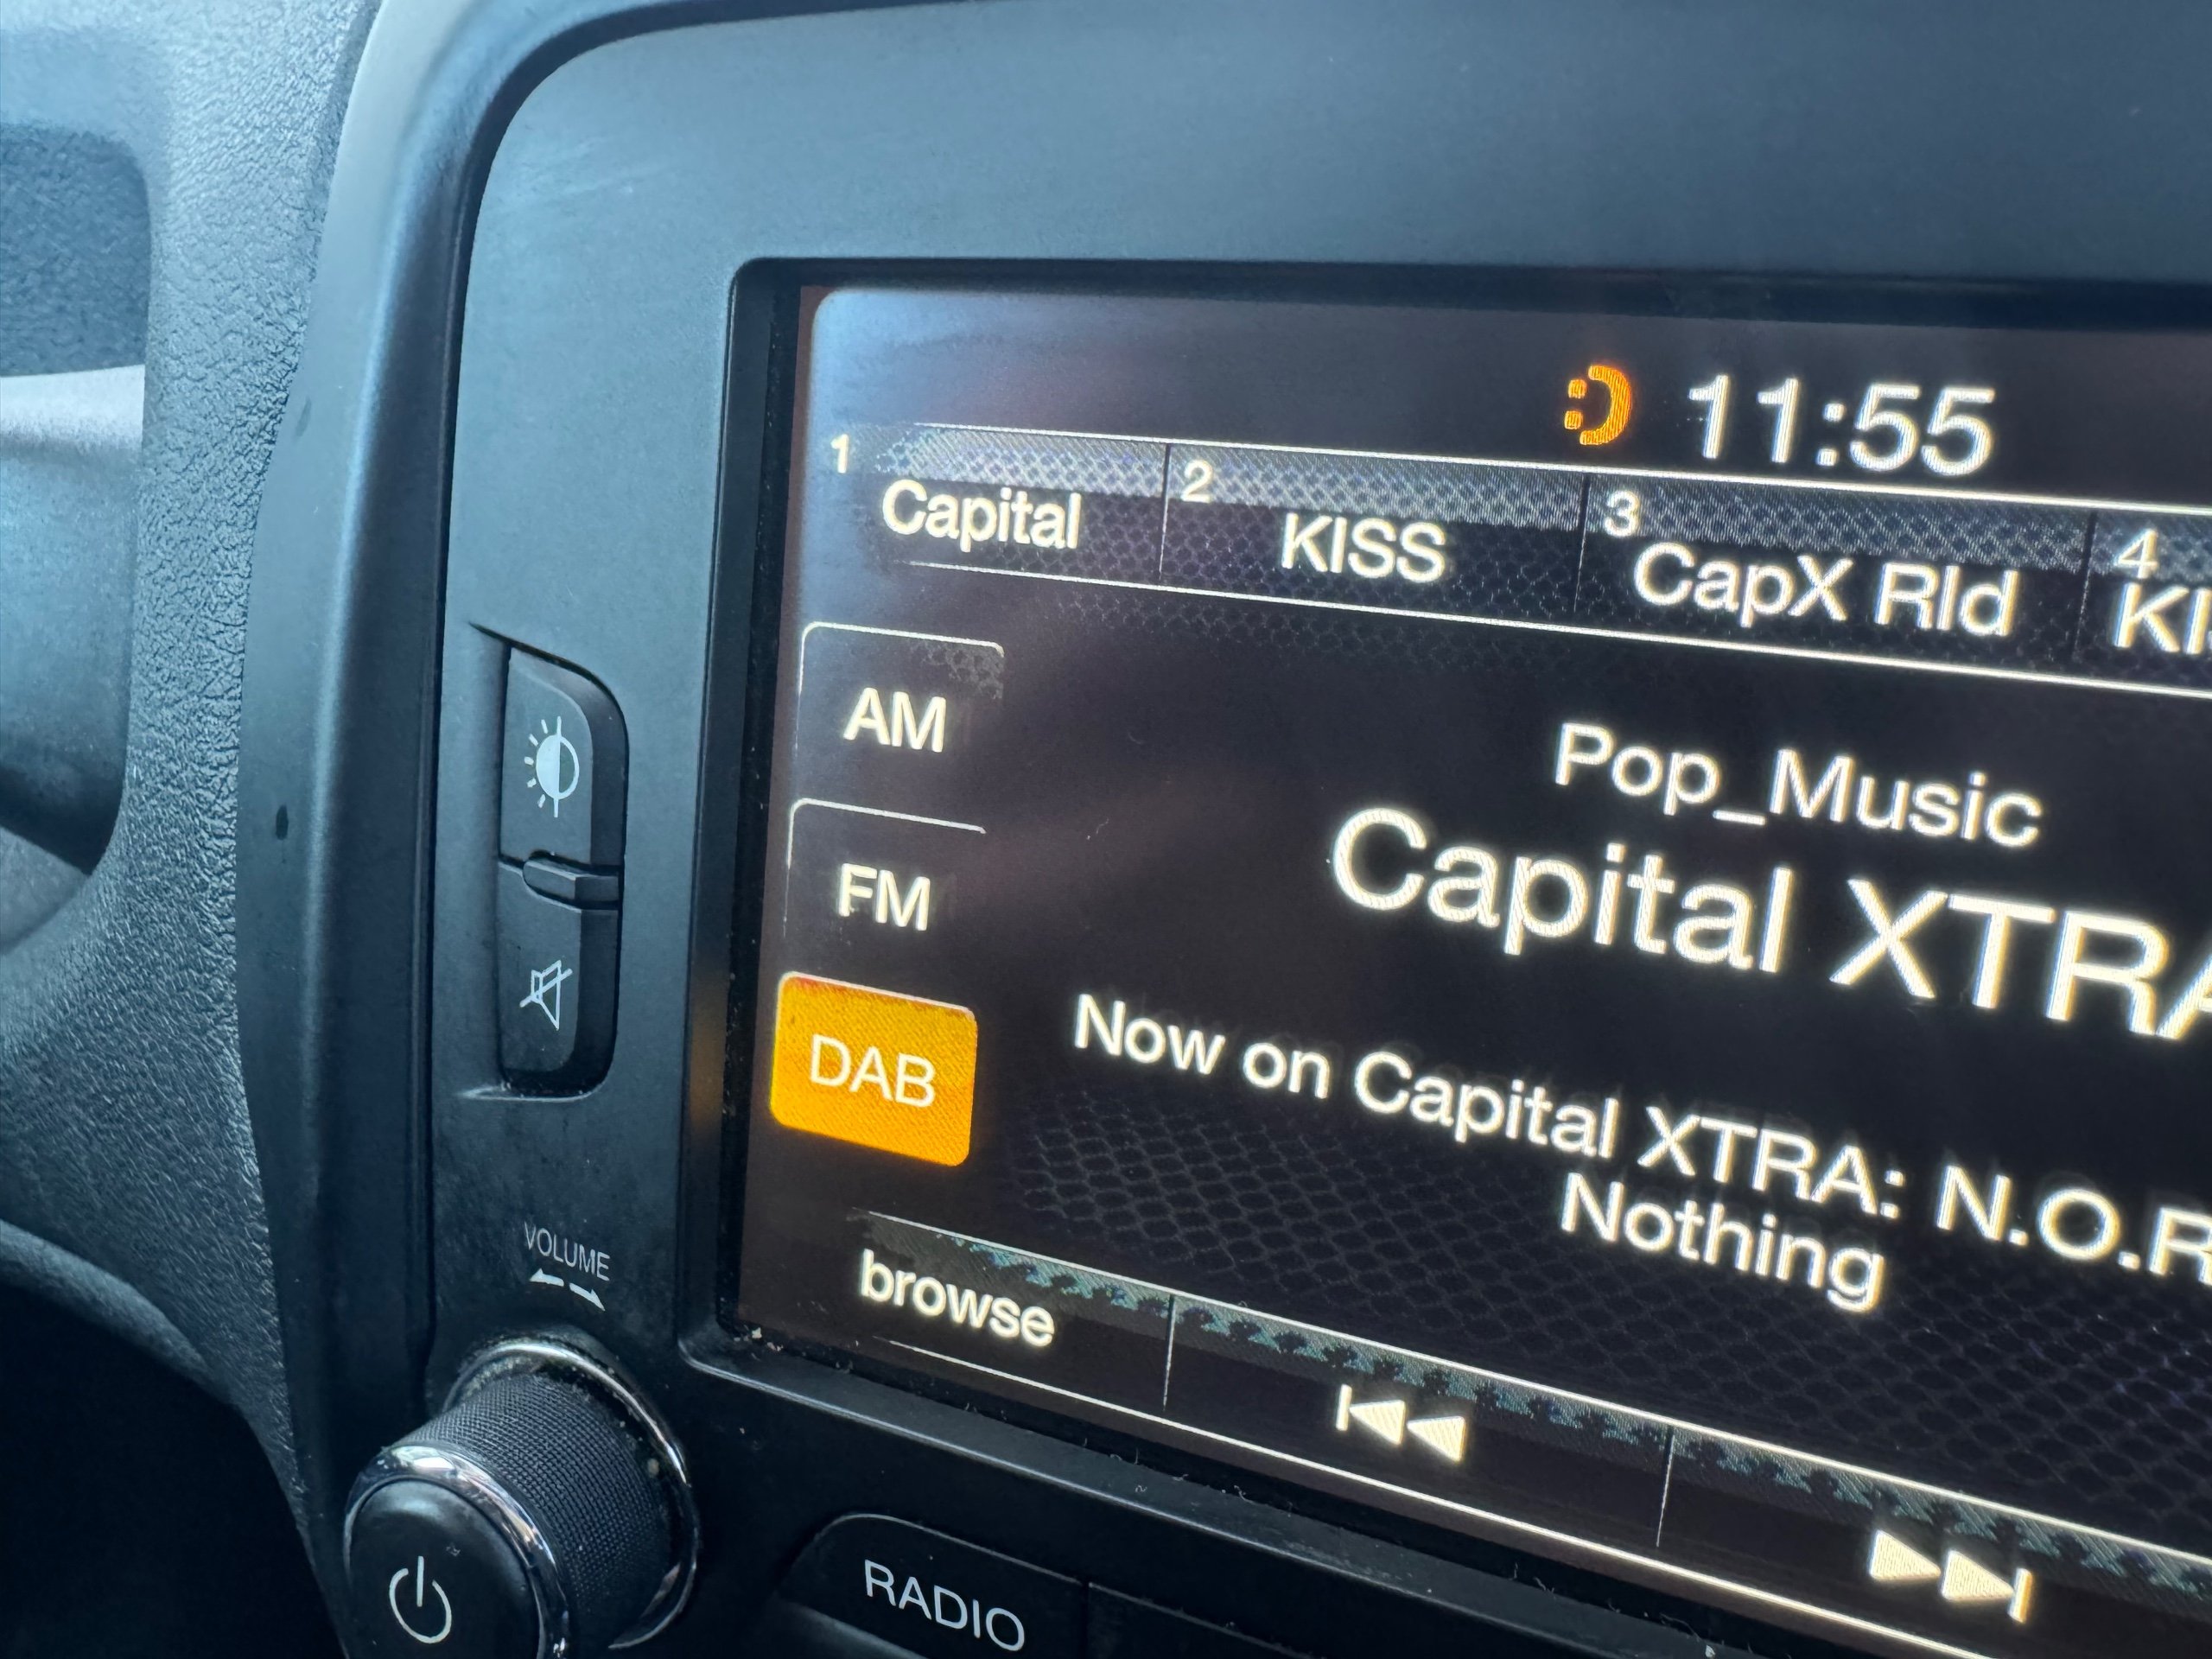 11:55
1 2 3 4
Capital KISS CapX Rld
AM
Pop_Music
Capital XTRA
FM
Now on Capital XTRA: N.O.R
Nothing
DAB
browse
VOLUME
RADIO